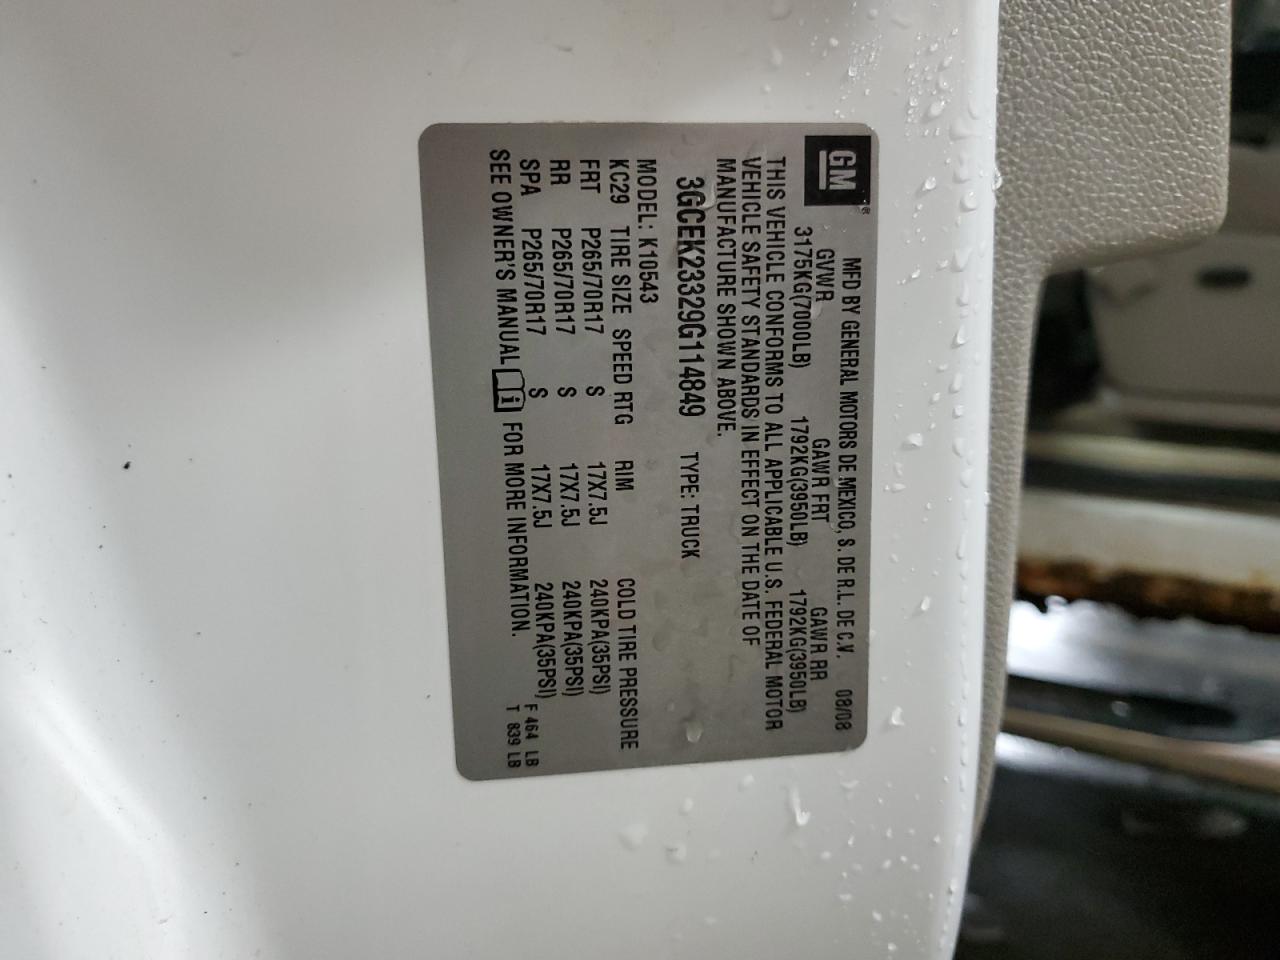 GM®
MFD BY GENERAL MOTORS DE MEXICO, S. DE R.L. DE C.V. 08/08
GVWR GAWR FRT GAWR RR
3175KG(7000LB) 1792KG(3950LB) 1792KG(3950LB)
THIS VEHICLE CONFORMS TO ALL APPLICABLE U.S. FEDERAL MOTOR
VEHICLE SAFETY STANDARDS IN EFFECT ON THE DATE OF
MANUFACTURE SHOWN ABOVE.
3GCEK23329G114849 TYPE: TRUCK
MODEL: K10543
KC29 TIRE SIZE SPEED RTG RIM COLD TIRE PRESSURE
FRT P265/70R17 S 17X7.5J 240KPA(35PSI)
RR P265/70R17 S 17X7.5J 240KPA(35PSI)
SPA P265/70R17 S 17X7.5J 240KPA(35PSI)
SEE OWNER'S MANUAL i FOR MORE INFORMATION.
F 464 LB
T 839 LB